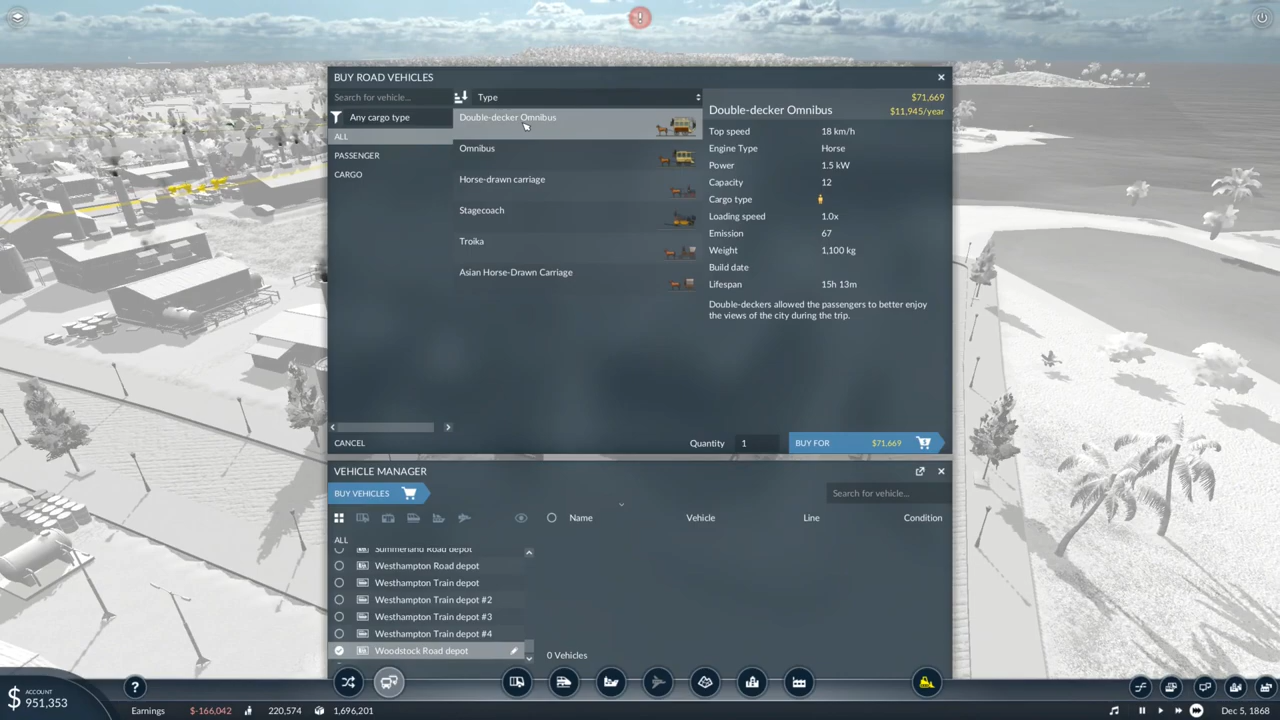 BUY ROAD VEHICLES
Search for vehicle...
Type
$71,669
Any cargo type
Double-decker Omnibus
Double-decker Omnibus
$11,945/year
ALL
Top speed 18 km/h
Omnibus
Engine Type Horse
PASSENGER
Power 1.5 kW
CARGO
Horse-drawn carriage
Capacity 12
Cargo type
Stagecoach
Loading speed 1.0x
Emission 67
Troika
Weight 1,100 kg
Asian Horse-Drawn Carriage
Build date
Lifespan 15h 13m
Double-deckers allowed the passengers to better enjoy
the views of the city during the trip.
CANCEL
Quantity 1
BUY FOR $71,669
VEHICLE MANAGER
BUY VEHICLES
Search for vehicle...
Name Vehicle Line Condition
ALL
Summerland Road depot
Westhampton Road depot
Westhampton Train depot
Westhampton Train depot #2
Westhampton Train depot #3
Westhampton Train depot #4
Woodstock Road depot
0 Vehicles
?
$ ACCOUNT
951,353
Earnings $-166,042 220,574 1,696,201
Dec 5, 1868